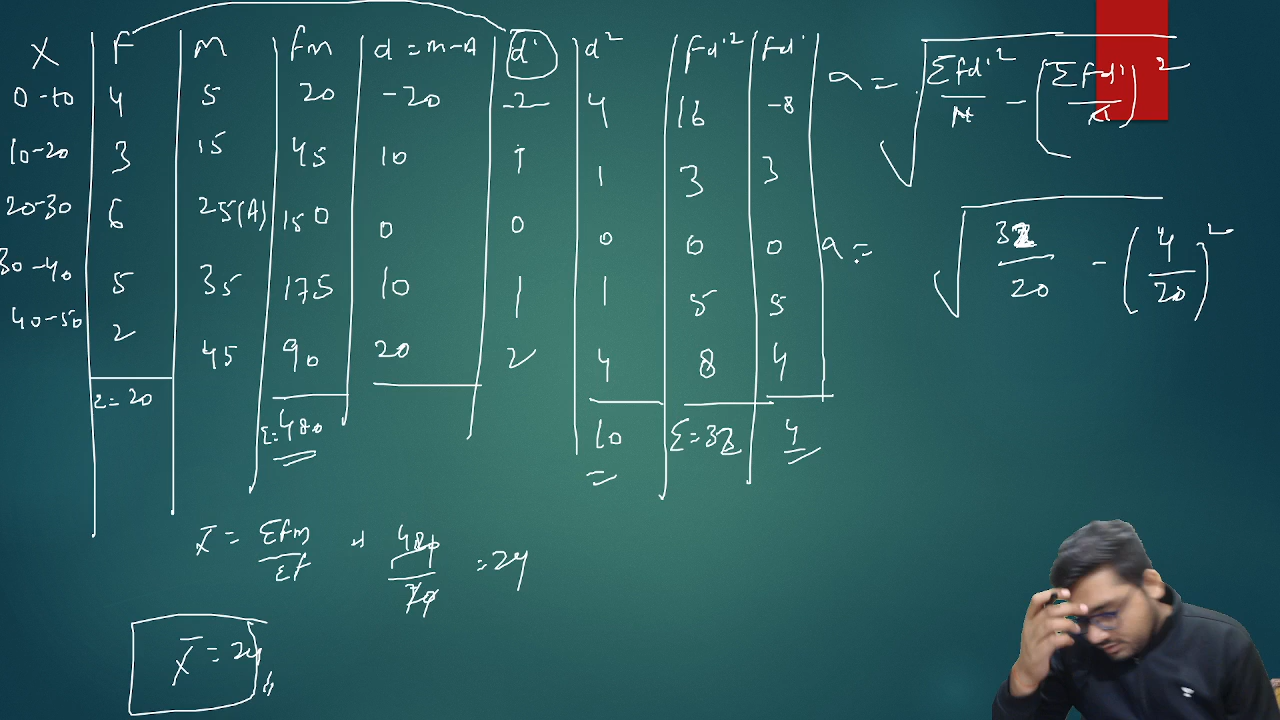 X F M fm d = m-A d' d² Fd'² Fd'
0-10 4 5 20 -20 -2 4 16 -8
10-20 3 15 45 10 1 1 3 3
20-30 6 25(A) 150 0 0 0 0 0
30-40 5 35 175 10 1 1 5 5
40-50 2 45 90 20 2 4 8 4
Σ=20 Σ=480 10 Σ=32 4
a = √(Σfd'²/N - (Σfd'/N)²)
a = √(32/20 - (4/20)²)
X̄ = Σfm/Σf 480/20 = 24
X̄ = 24